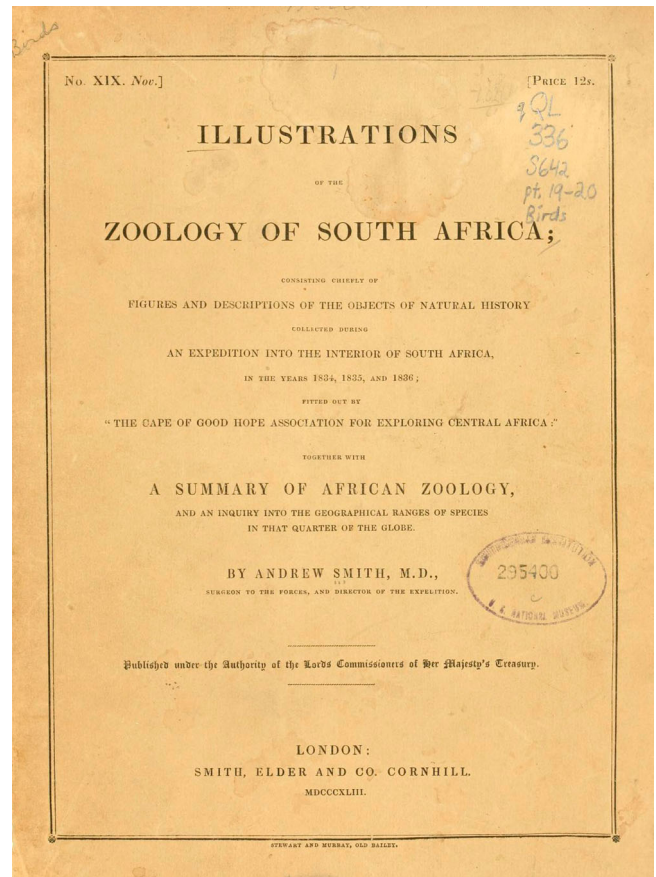 Birds
No. XIX. Nov.]
[PRICE 12s.
q QL
336
S642
pt. 19-20
Birds
ILLUSTRATIONS
OF THE
ZOOLOGY OF SOUTH AFRICA;
CONSISTING CHIEFLY OF
FIGURES AND DESCRIPTIONS OF THE OBJECTS OF NATURAL HISTORY
COLLECTED DURING
AN EXPEDITION INTO THE INTERIOR OF SOUTH AFRICA,
IN THE YEARS 1834, 1835, AND 1836;
FITTED OUT BY
"THE CAPE OF GOOD HOPE ASSOCIATION FOR EXPLORING CENTRAL AFRICA:"
TOGETHER WITH
A SUMMARY OF AFRICAN ZOOLOGY,
AND AN INQUIRY INTO THE GEOGRAPHICAL RANGES OF SPECIES
IN THAT QUARTER OF THE GLOBE.
BY ANDREW SMITH, M.D.,
SURGEON TO THE FORCES, AND DIRECTOR OF THE EXPEDITION.
SMITHSONIAN INSTITUTION
295400
NATIONAL MUSEUM
Published under the Authority of the Lords Commissioners of Her Majesty's Treasury.
LONDON:
SMITH, ELDER AND CO. CORNHILL.
MDCCCXLIII.
STEWART AND MURRAY, OLD BAILEY.